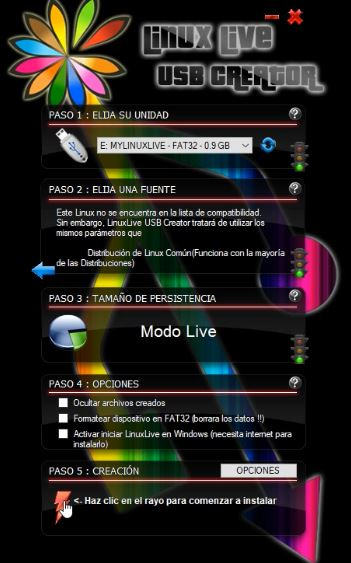 LiNUX LiVE
USB CREATOR
PASO 1 : ELIJA SU UNIDAD
?
E: MYLINUXLIVE - FAT32 - 0.9 GB
PASO 2 : ELIJA UNA FUENTE
?
Este Linux no se encuentra en la lista de compatibilidad.
Sin embargo, LinuxLive USB Creator tratará de utilizar los
mismos parámetros que
Distribución de Linux Común(Funciona con la mayoría
de las Distribuciones)
PASO 3 : TAMAÑO DE PERSISTENCIA
?
Modo Live
PASO 4 : OPCIONES
?
Ocultar archivos creados
Formatear dispositivo en FAT32 (borrara los datos !!)
Activar iniciar LinuxLive en Windows (necesita internet para
instalarlo)
PASO 5 : CREACIÓN
OPCIONES
<- Haz clic en el rayo para comenzar a instalar